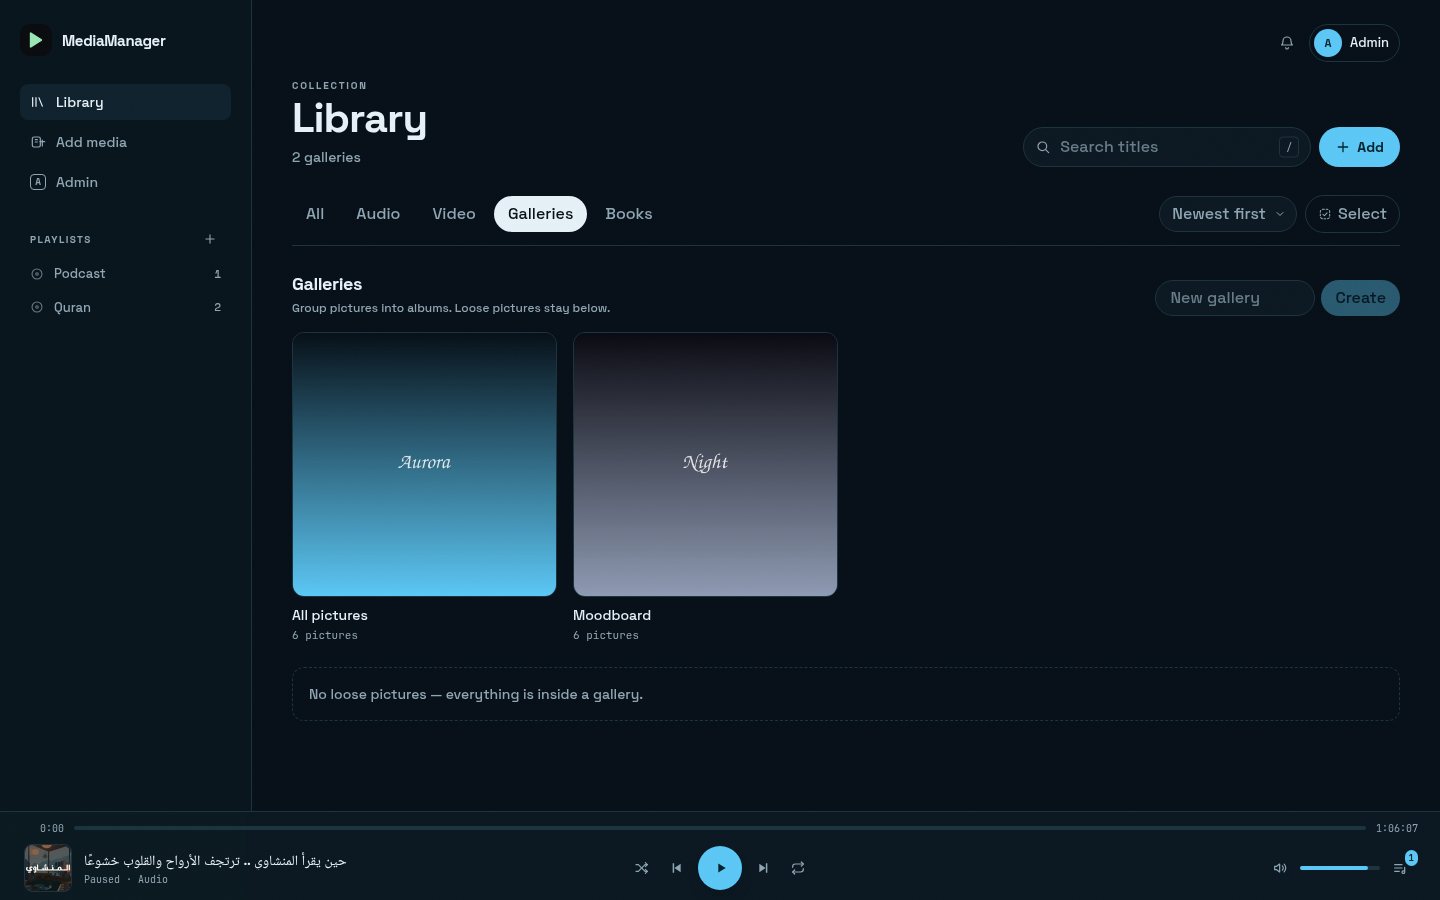 MediaManager
Library
Add media
A Admin
PLAYLISTS +
Podcast 1
Quran 2
A Admin
COLLECTION
Library
2 galleries
Search titles /
+ Add
All Audio Video Galleries Books
Newest first Select
Galleries
Group pictures into albums. Loose pictures stay below.
New gallery Create
Aurora
Night
All pictures
6 pictures
Moodboard
6 pictures
No loose pictures — everything is inside a gallery.
0:00 1:06:07
المنشاوي
حين يقرأ المنشاوي .. ترتجف الأرواح والقلوب خشوعًا
Paused · Audio
1